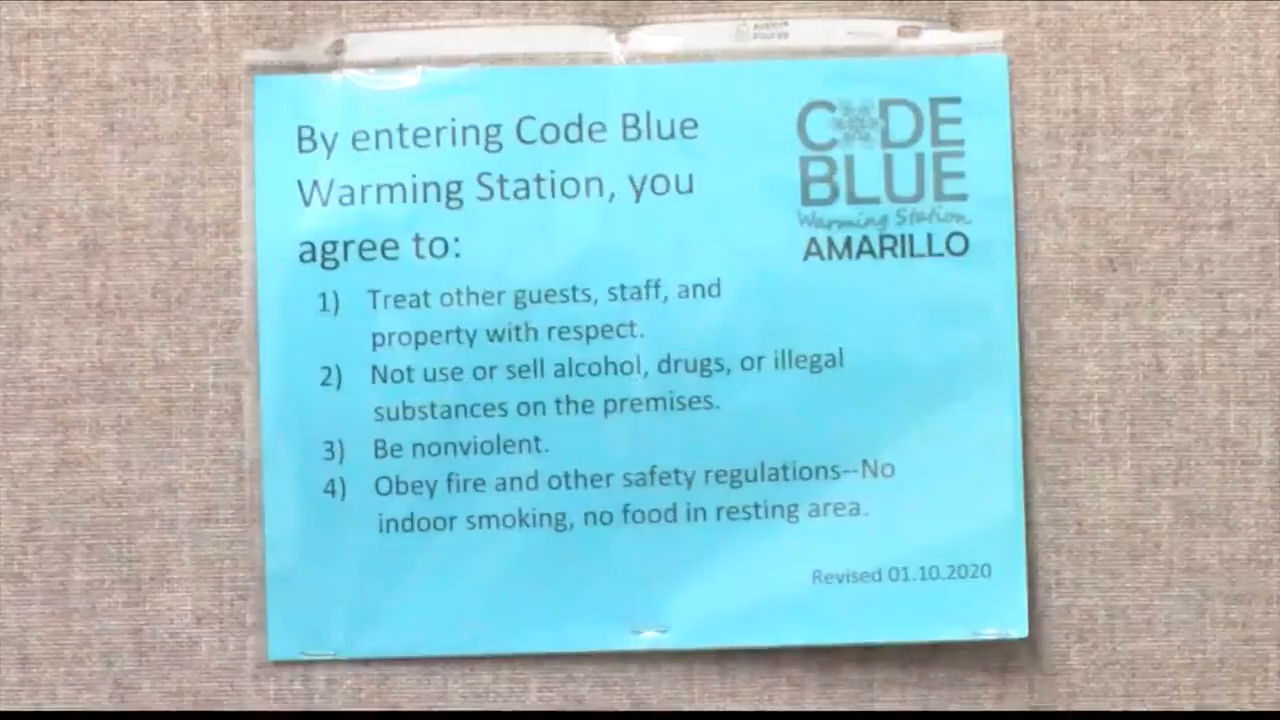 By entering Code Blue
Warming Station, you
agree to:
1) Treat other guests, staff, and
property with respect.
2) Not use or sell alcohol, drugs, or illegal
substances on the premises.
3) Be nonviolent.
4) Obey fire and other safety regulations--No
indoor smoking, no food in resting area.
Revised 01.10.2020
CODE
BLUE
Warming Station
AMARILLO